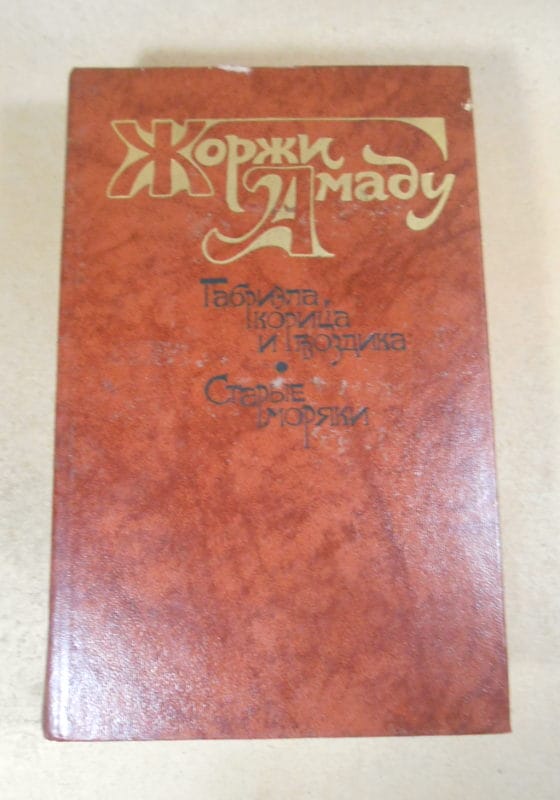 Жоржи
Амаду
Габриэла,
корица
и гвоздика
•
Старые
моряки